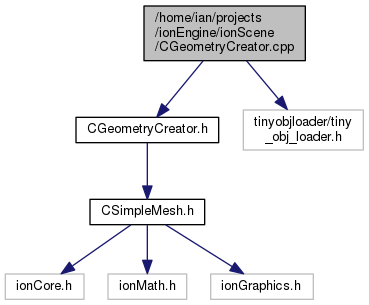 /home/ian/projects
/ionEngine/ionScene
/CGeometryCreator.cpp
CGeometryCreator.h
tinyobjloader/tiny
_obj_loader.h
CSimpleMesh.h
ionCore.h
ionMath.h
ionGraphics.h